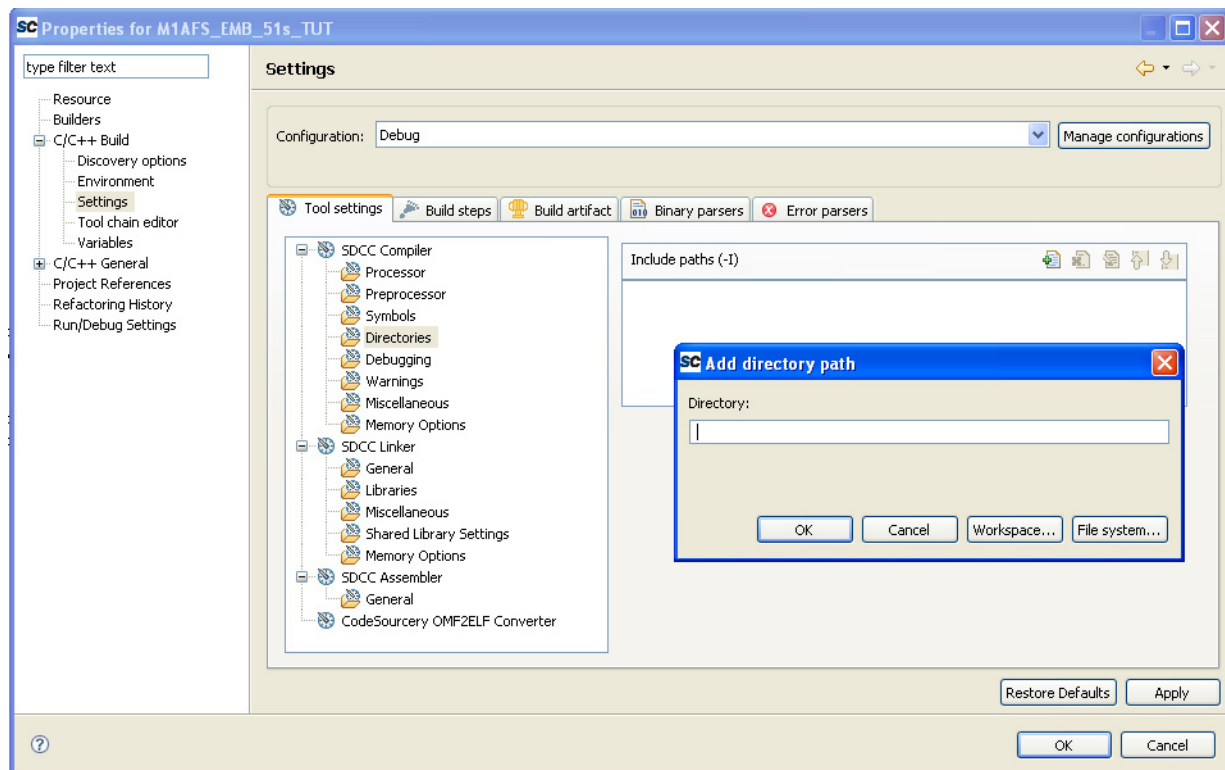 SC Properties for M1AFS_EMB_51s_TUT
type filter text
Resource
Builders
C/C++ Build
Discovery options
Environment
Settings
Tool chain editor
Variables
C/C++ General
Project References
Refactoring History
Run/Debug Settings
Settings
Configuration: Debug Manage configurations
Tool settings Build steps Build artifact 010 Binary parsers Error parsers
SDCC Compiler
Processor
Preprocessor
Symbols
Directories
Debugging
Warnings
Miscellaneous
Memory Options
SDCC Linker
General
Libraries
Miscellaneous
Shared Library Settings
Memory Options
SDCC Assembler
General
CodeSourcery OMF2ELF Converter
Include paths (-I)
SC Add directory path
Directory:
OK Cancel Workspace... File system...
Restore Defaults Apply
? OK Cancel